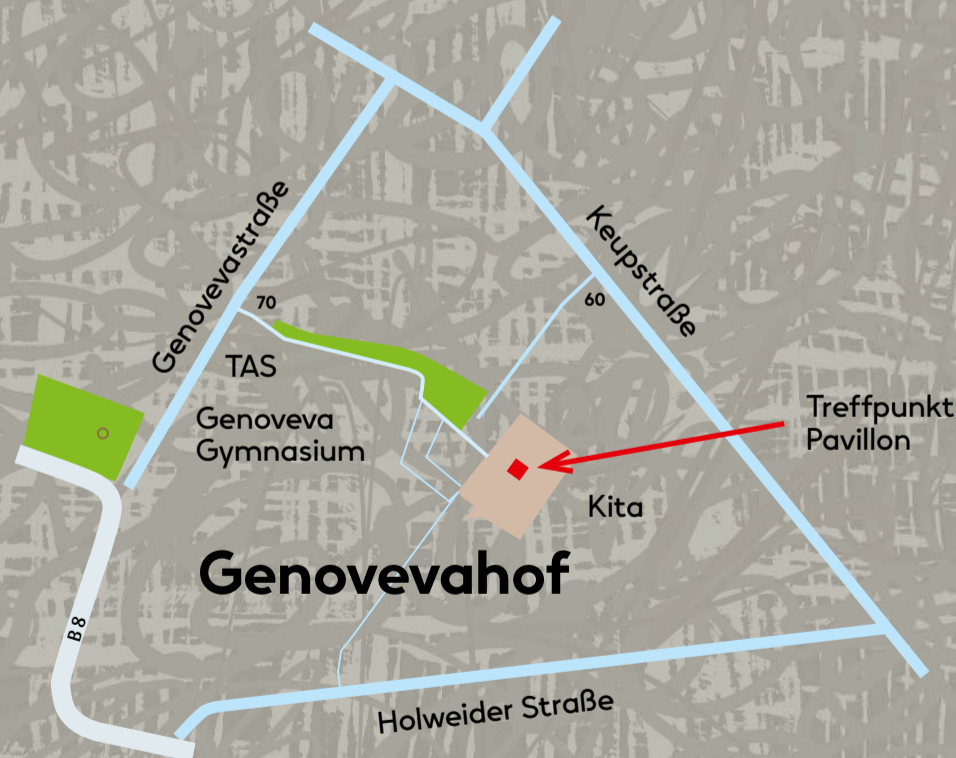 Genovevastraße
Keupstraße
70
60
TAS
Genoveva
Gymnasium
Treffpunkt
Pavillon
Kita
Genovevahof
B 8
Holweider Straße